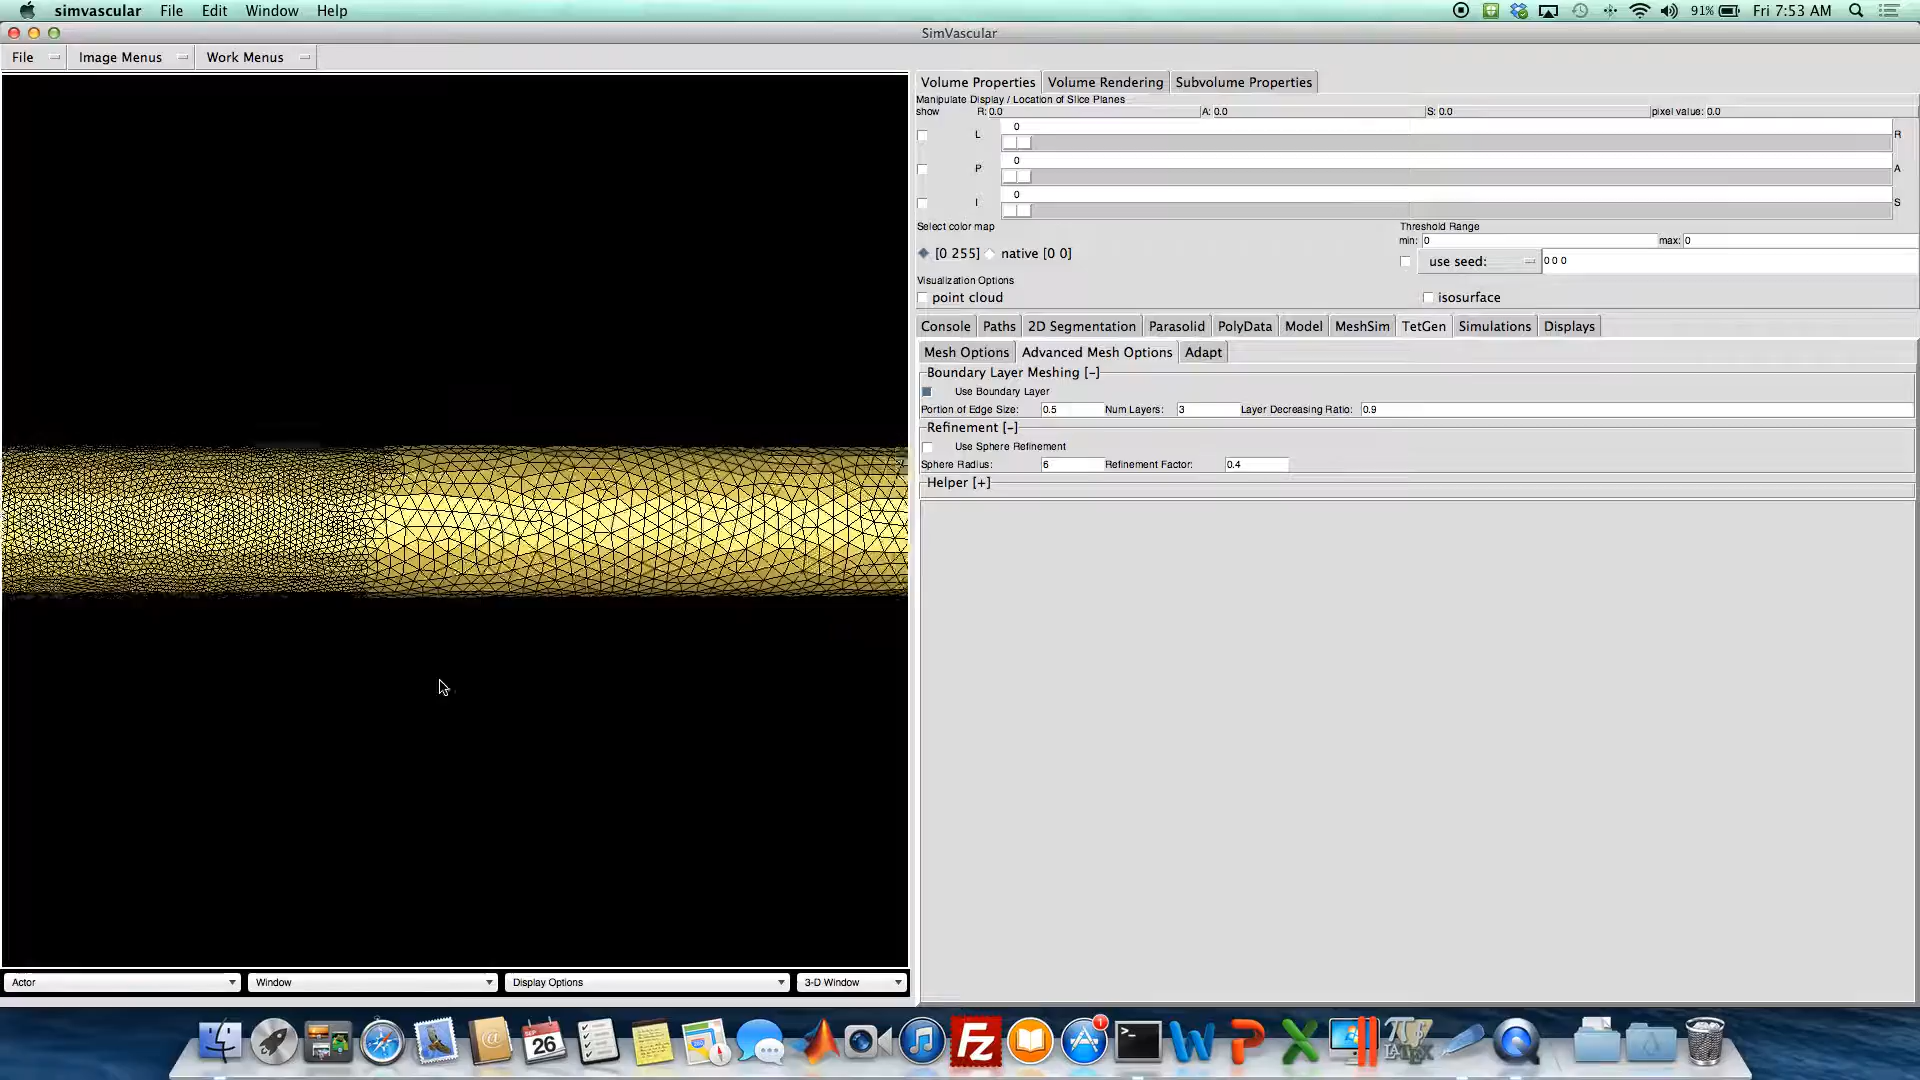 simvascular File Edit Window Help 91% Fri 7:53 AM
SimVascular
File Image Menus Work Menus
Volume Properties Volume Rendering Subvolume Properties
Manipulate Display / Location of Slice Planes
show R: 0.0 A: 0.0 S: 0.0 pixel value: 0.0
0
L R
0
P A
0
I S
Select color map Threshold Range
min: 0 max: 0
[0 255] native [0 0] use seed: 0 0 0
Visualization Options
point cloud isosurface
Console Paths 2D Segmentation Parasolid PolyData Model MeshSim TetGen Simulations Displays
Mesh Options Advanced Mesh Options Adapt
Boundary Layer Meshing [-]
Use Boundary Layer
Portion of Edge Size: 0.5 Num Layers: 3 Layer Decreasing Ratio: 0.9
Refinement [-]
Use Sphere Refinement
Sphere Radius: 6 Refinement Factor: 0.4
Helper [+]
Actor Window Display Options 3-D Window
SEP
26
Fz
1
W P X